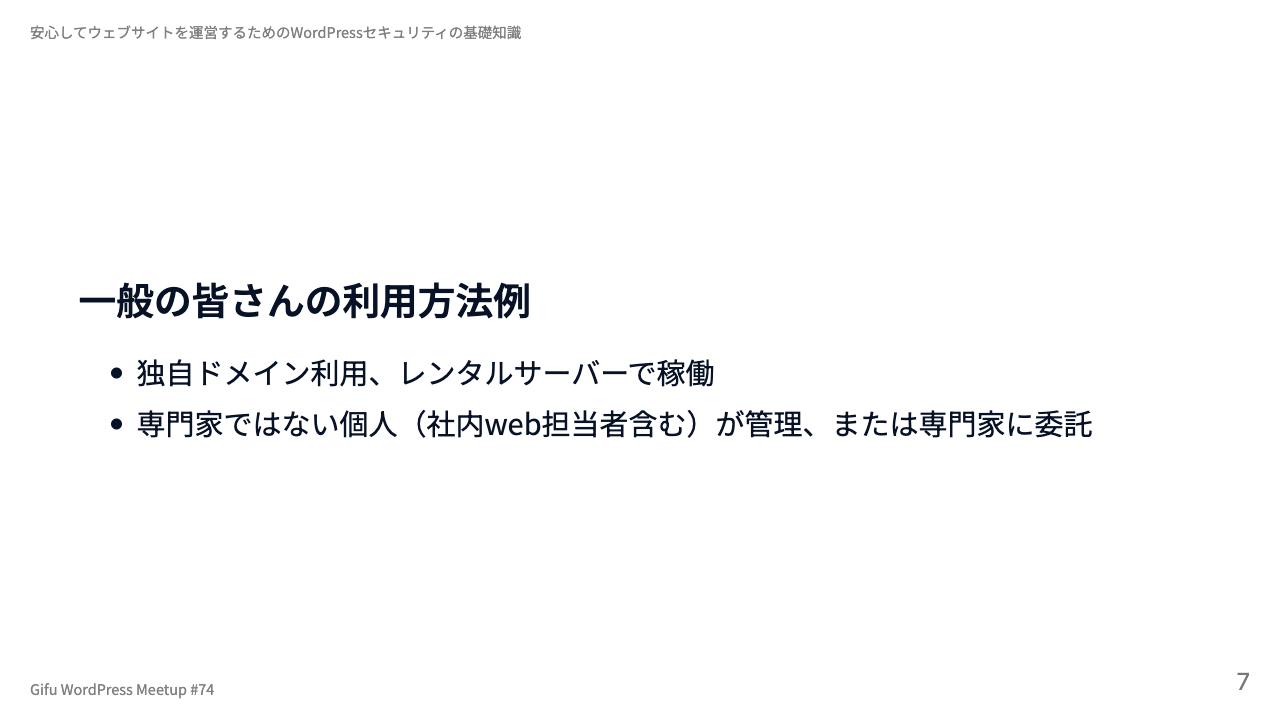 安心してウェブサイトを運営するためのWordPressセキュリティの基礎知識
一般の皆さんの利用方法例
• 独自ドメイン利用、レンタルサーバーで稼働
• 専門家ではない個人（社内web担当者含む）が管理、または専門家に委託
Gifu WordPress Meetup #74
7